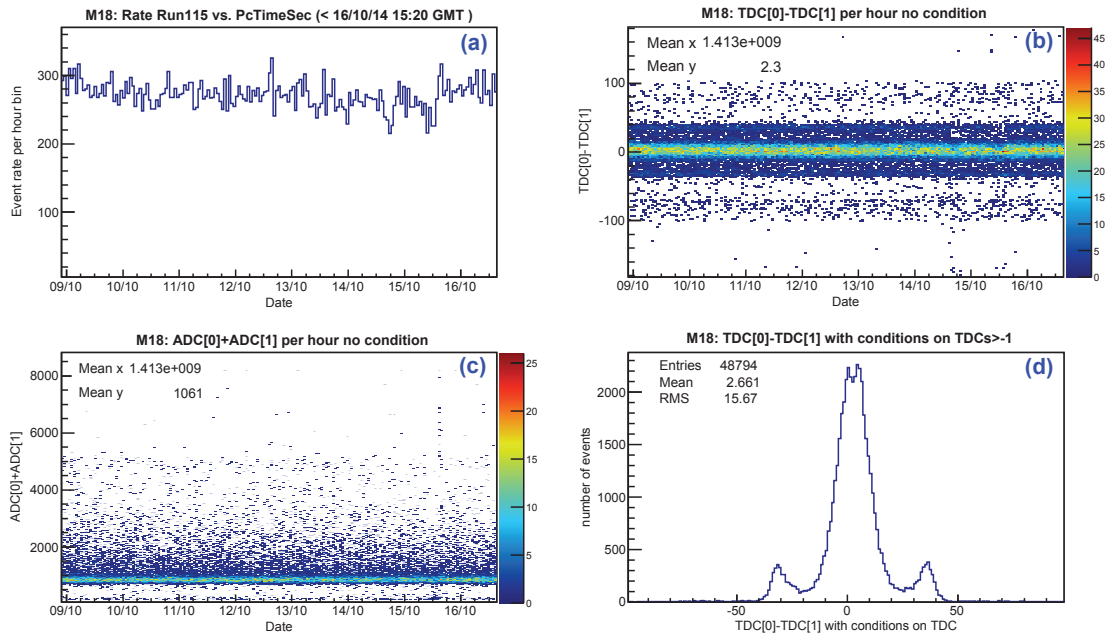 M18: Rate Run115 vs. PcTimeSec (< 16/10/14 15:20 GMT )
(a)
300
200
100
Event rate per hour bin
09/10 10/10 11/10 12/10 13/10 14/10 15/10 16/10
Date
M18: TDC[0]-TDC[1] per hour no condition
(b)
Mean x 1.413e+009
Mean y 2.3
100
0
-100
TDC[0]-TDC[1]
09/10 10/10 11/10 12/10 13/10 14/10 15/10 16/10
Date
45
40
35
30
25
20
15
10
5
0
M18: ADC[0]+ADC[1] per hour no condition
(c)
Mean x 1.413e+009
Mean y 1061
8000
6000
4000
2000
ADC[0]+ADC[1]
09/10 10/10 11/10 12/10 13/10 14/10 15/10 16/10
Date
25
20
15
10
5
0
M18: TDC[0]-TDC[1] with conditions on TDCs>-1
(d)
Entries 48794
Mean 2.661
RMS 15.67
2000
1500
1000
500
0
number of events
-50 0 50
TDC[0]-TDC[1] with conditions on TDC